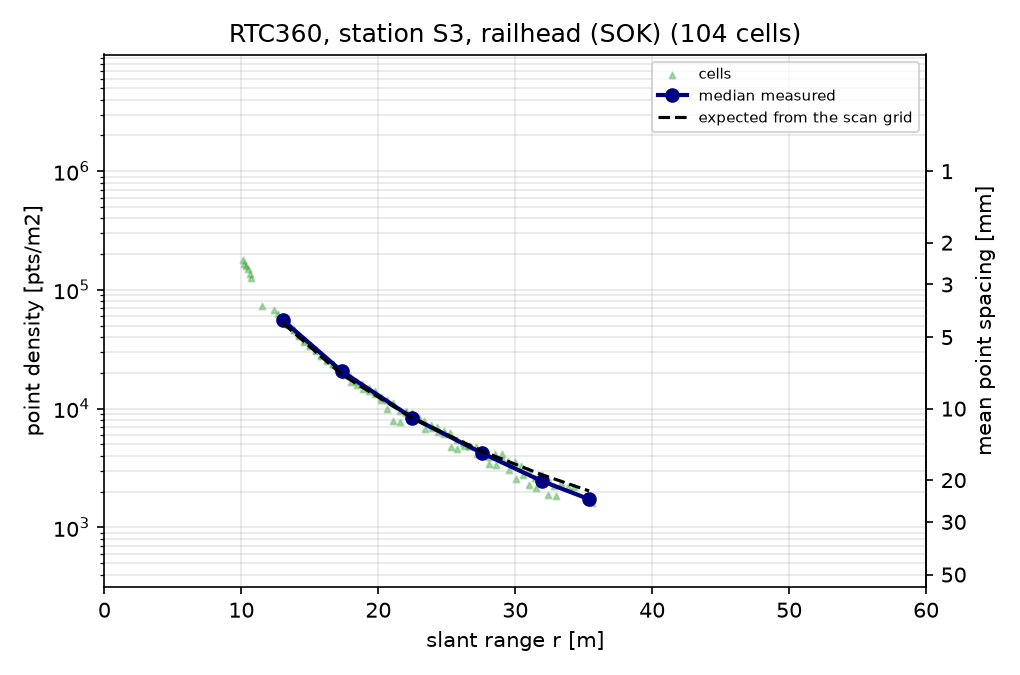 RTC360, station S3, railhead (SOK) (104 cells)
cells
median measured
expected from the scan grid
point density [pts/m2]
10^6
10^5
10^4
10^3
1
2
3
5
10
20
30
50
mean point spacing [mm]
0 10 20 30 40 50 60
slant range r [m]